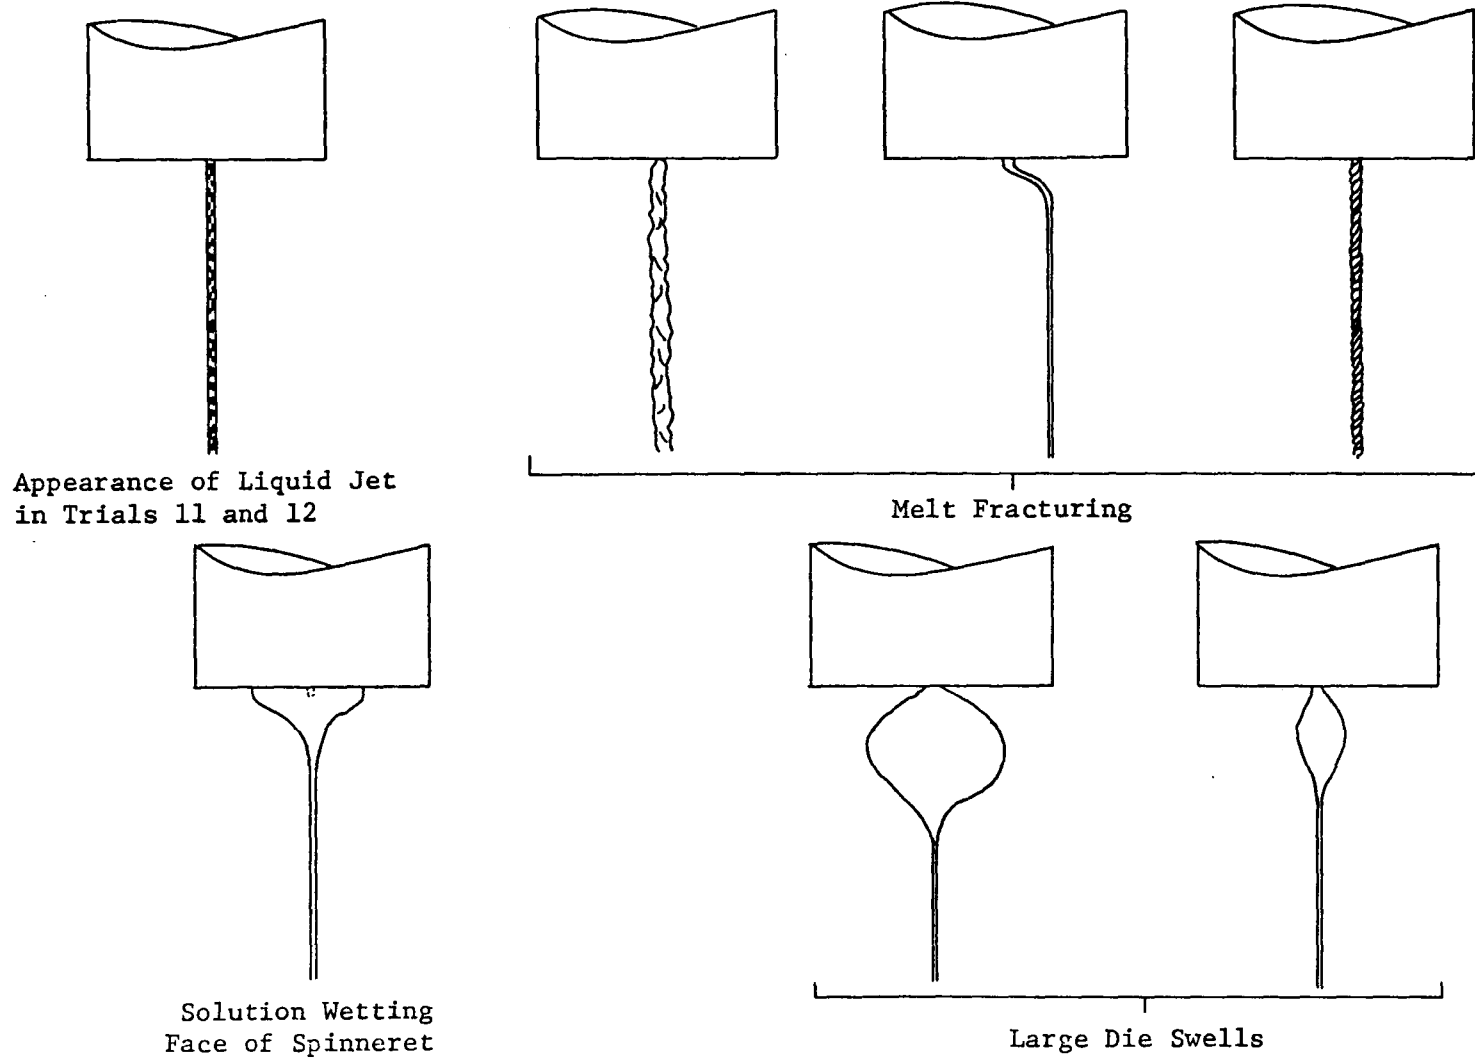 Appearance of Liquid Jet
in Trials 11 and 12
Melt Fracturing
Solution Wetting
Face of Spinneret
Large Die Swells